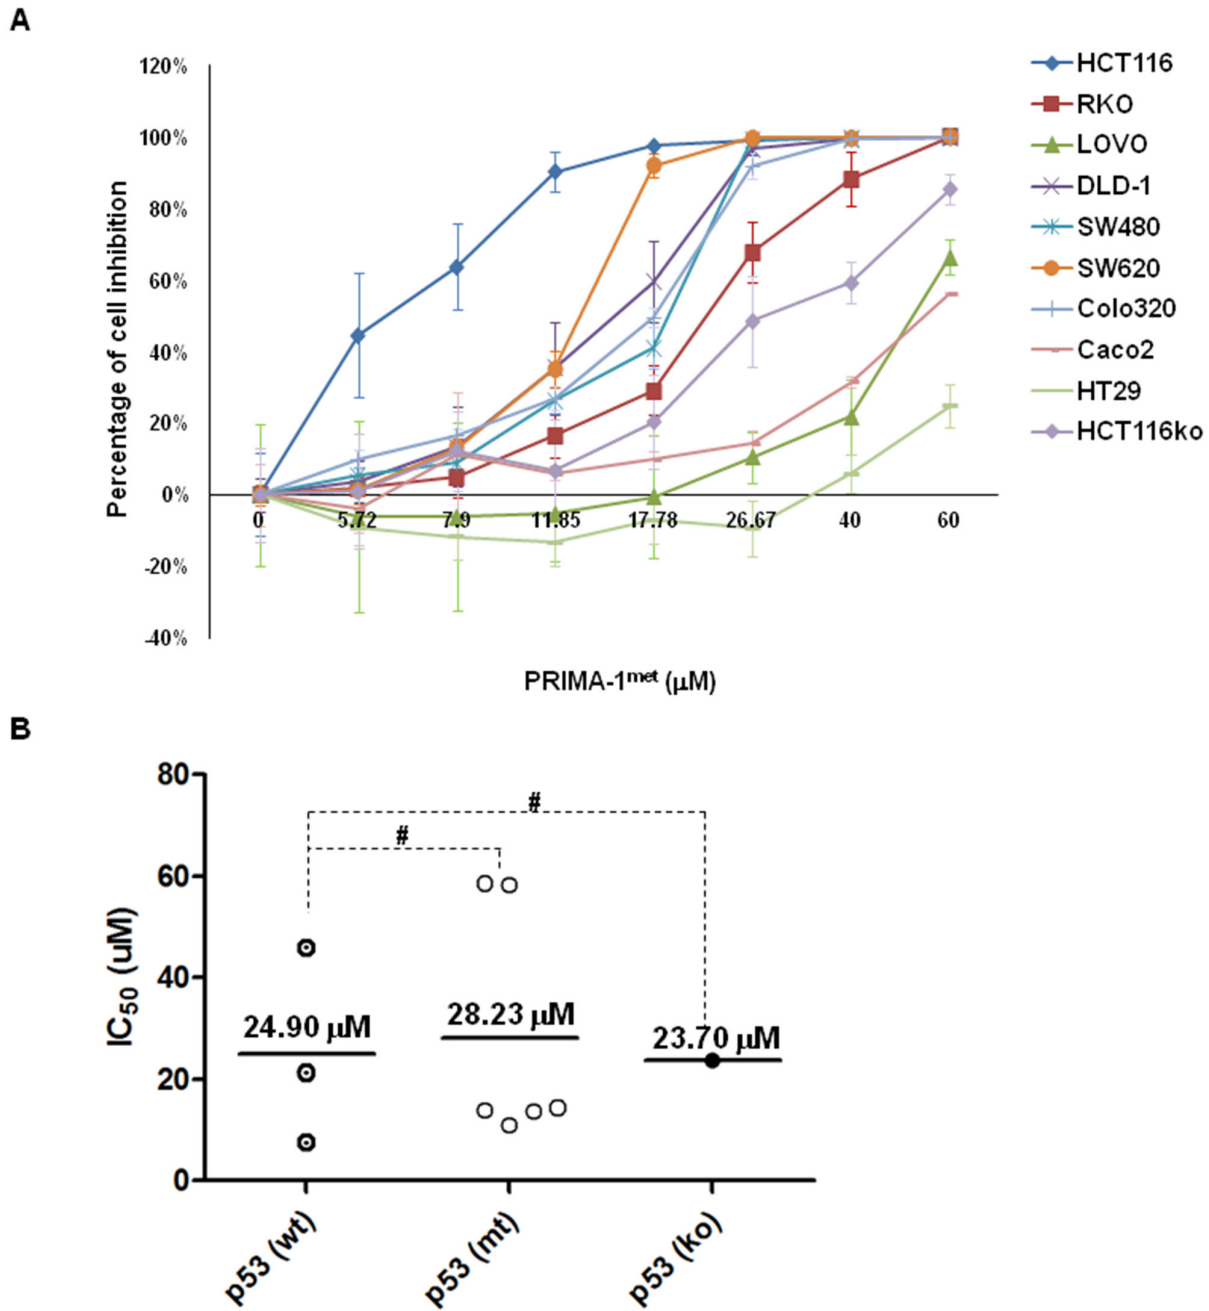 A
120%
100%
80%
60%
40%
20%
0%
-20%
-40%
Percentage of cell inhibition
0 5.72 7.9 11.85 17.78 26.67 40 60
PRIMA-1ᵐᵉᵗ (μM)
HCT116
RKO
LOVO
DLD-1
SW480
SW620
Colo320
Caco2
HT29
HCT116ko
B
80
60
40
20
0
IC₅₀ (uM)
#
#
24.90 μM
28.23 μM
23.70 μM
p53 (wt)
p53 (mt)
p53 (ko)